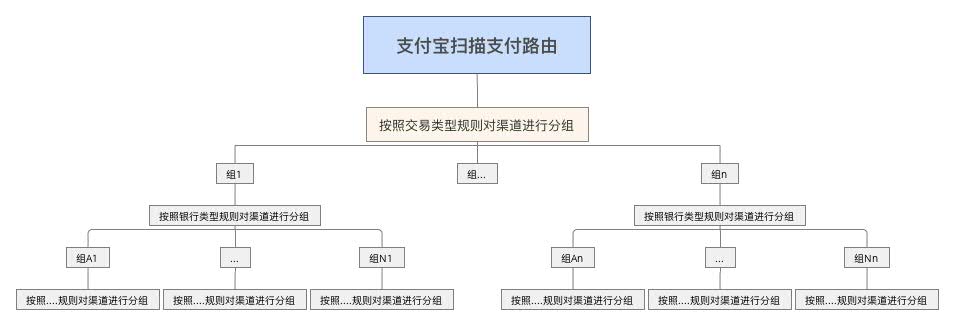 支付宝扫描支付路由
按照交易类型规则对渠道进行分组
组1
组...
组n
按照银行类型规则对渠道进行分组
按照银行类型规则对渠道进行分组
组A1
...
组N1
组An
...
组Nn
按照....规则对渠道进行分组
按照....规则对渠道进行分组
按照....规则对渠道进行分组
按照....规则对渠道进行分组
按照....规则对渠道进行分组
按照....规则对渠道进行分组